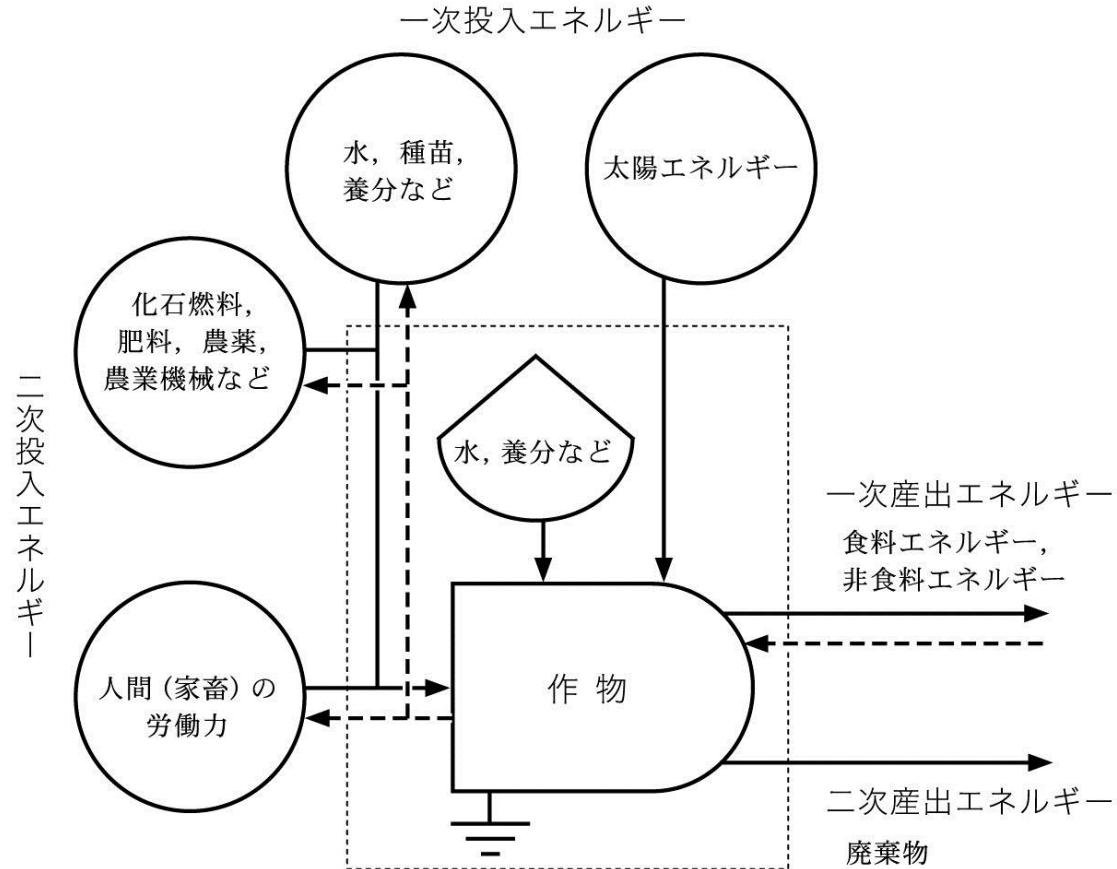 一次投入エネルギー
水，種苗，
養分など
太陽エネルギー
化石燃料，
肥料，農薬，
農業機械など
二次投入エネルギー
水，養分など
一次産出エネルギー
食料エネルギー，
非食料エネルギー
人間（家畜）の
労働力
作物
二次産出エネルギー
廃棄物